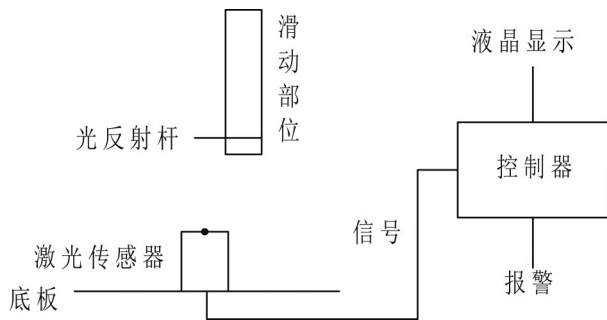 滑动部位
液晶显示
光反射杆
控制器
信号
激光传感器
报警
底板